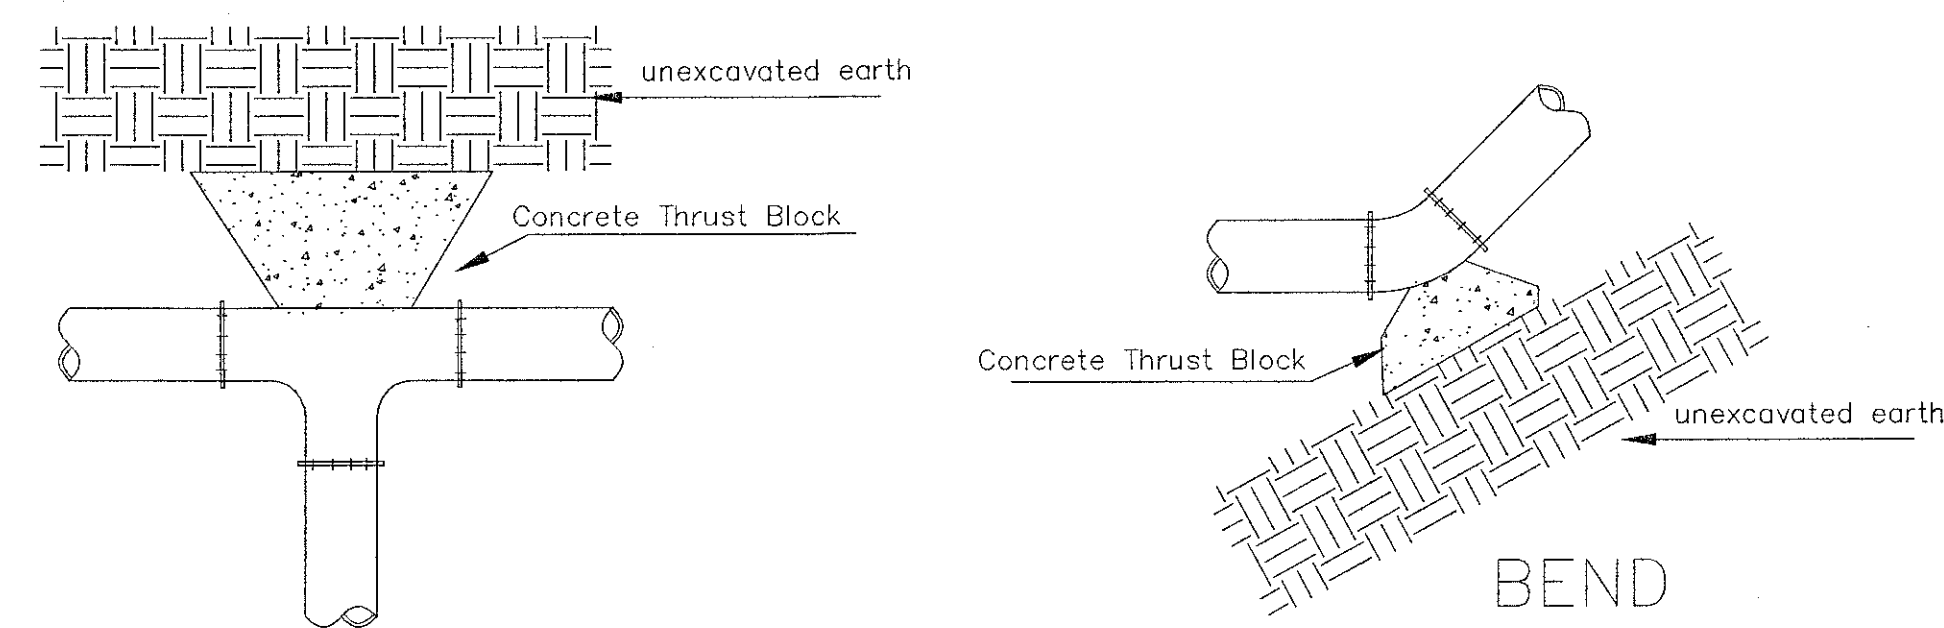 unexcavated earth
Concrete Thrust Block
Concrete Thrust Block
unexcavated earth
BEND